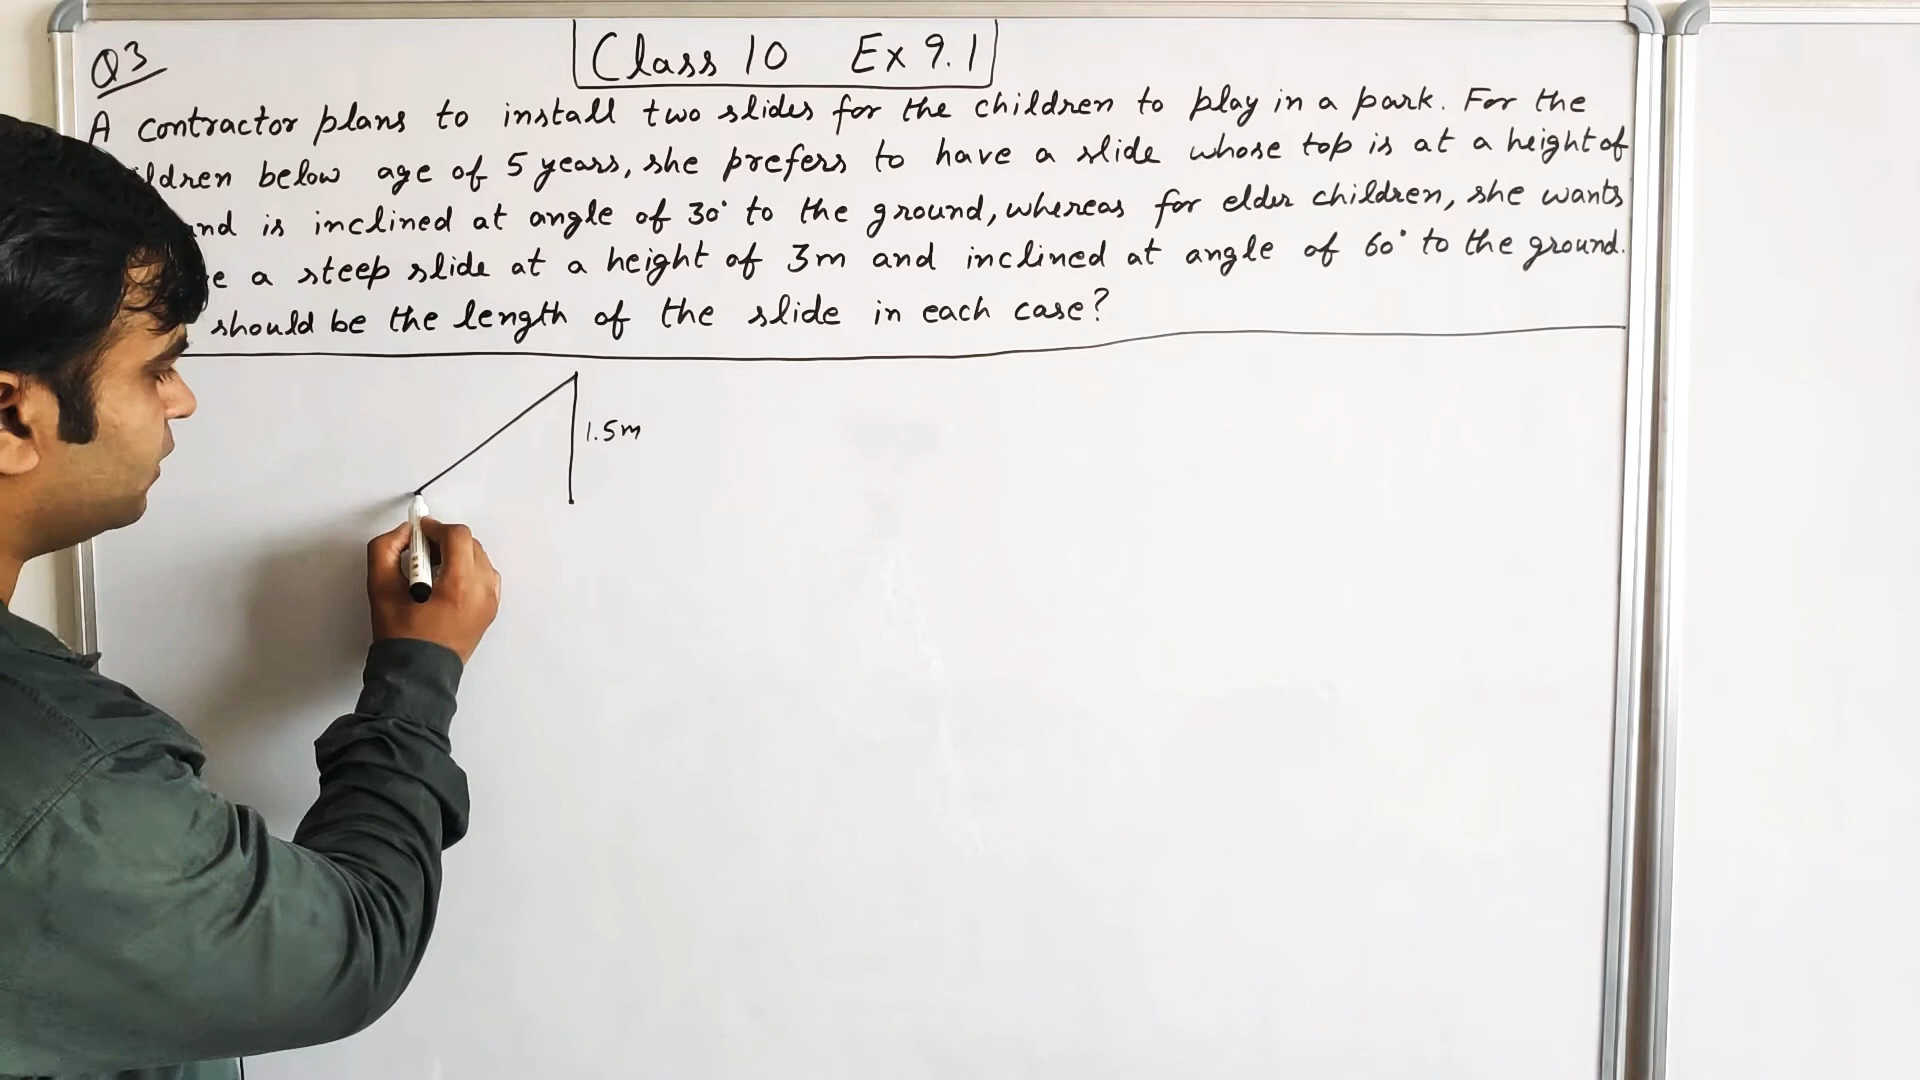 Q3
Class 10 Ex 9.1
A contractor plans to install two slides for the children to play in a park. For the
ldren below age of 5 years, she prefers to have a slide whose top is at a height of
nd is inclined at angle of 30° to the ground, whereas for elder children, she wants
e a steep slide at a height of 3m and inclined at angle of 60° to the ground.
should be the length of the slide in each case?
1.5m